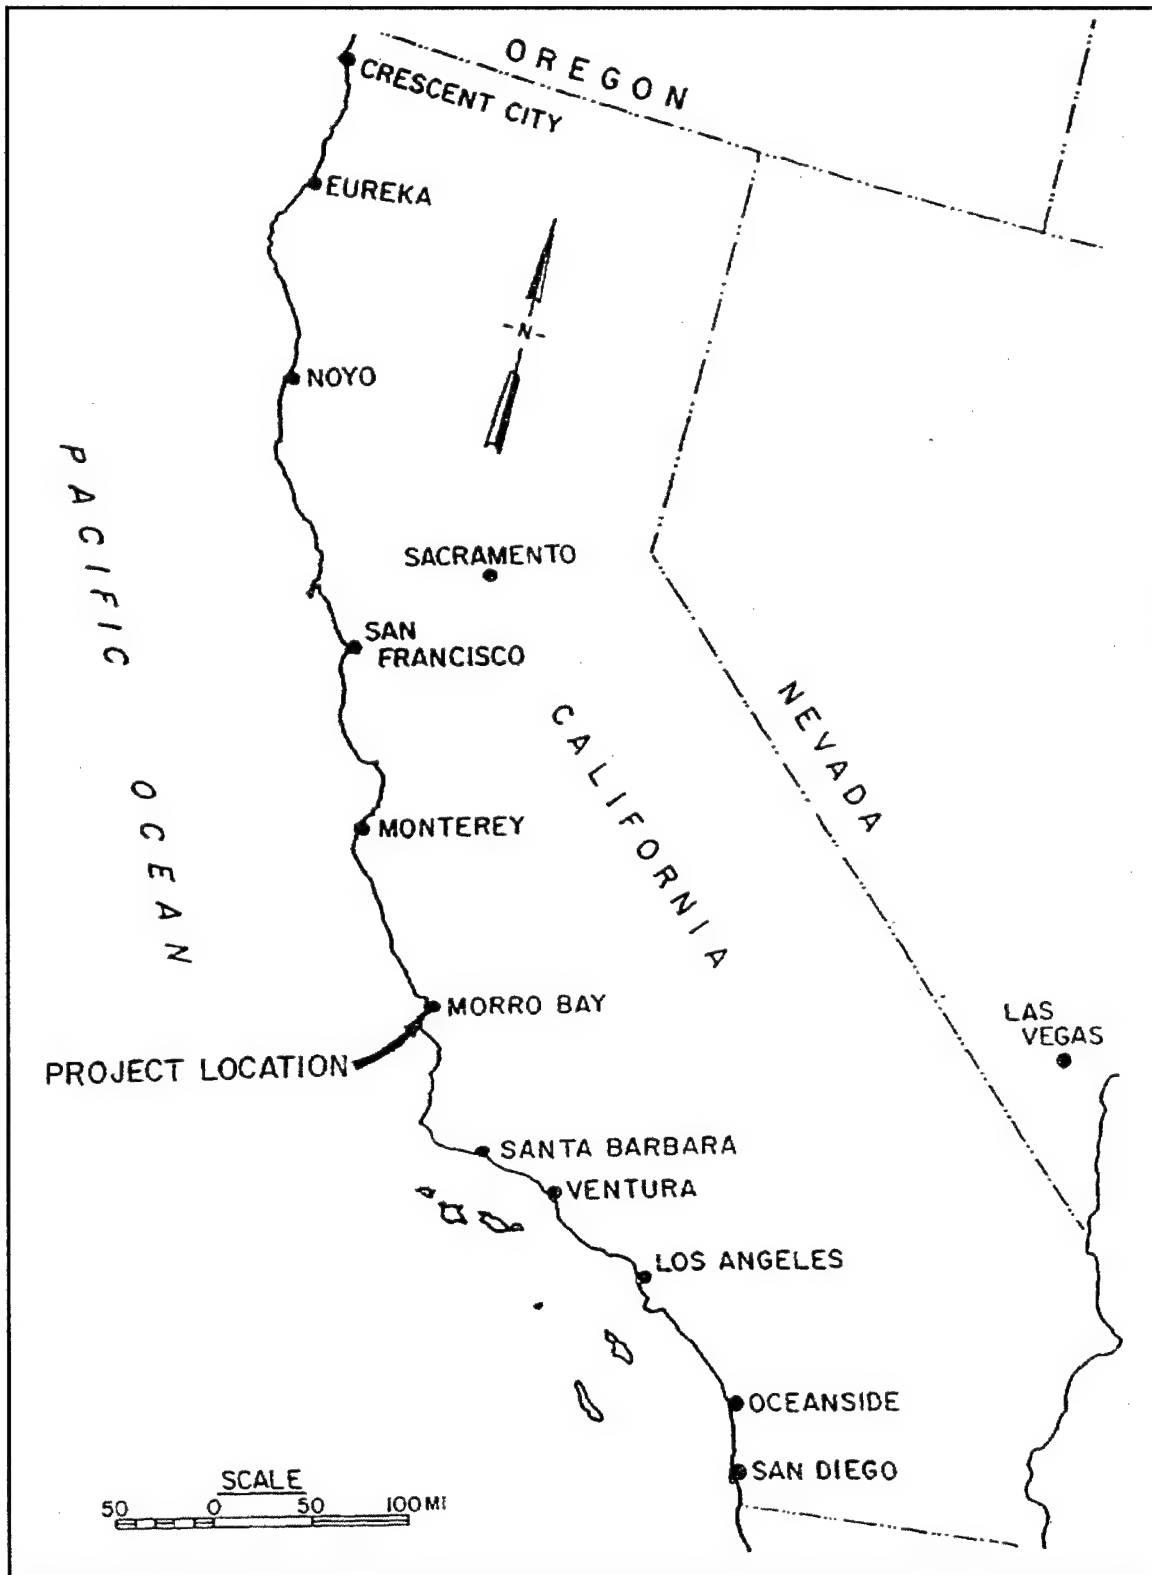 OREGON
CRESCENT CITY
EUREKA
-N-
NOYO
PACIFIC OCEAN
SACRAMENTO
SAN
FRANCISCO
NEVADA
CALIFORNIA
MONTEREY
MORRO BAY
LAS
VEGAS
PROJECT LOCATION
SANTA BARBARA
VENTURA
LOS ANGELES
OCEANSIDE
SAN DIEGO
SCALE
50 0 50 100 MI